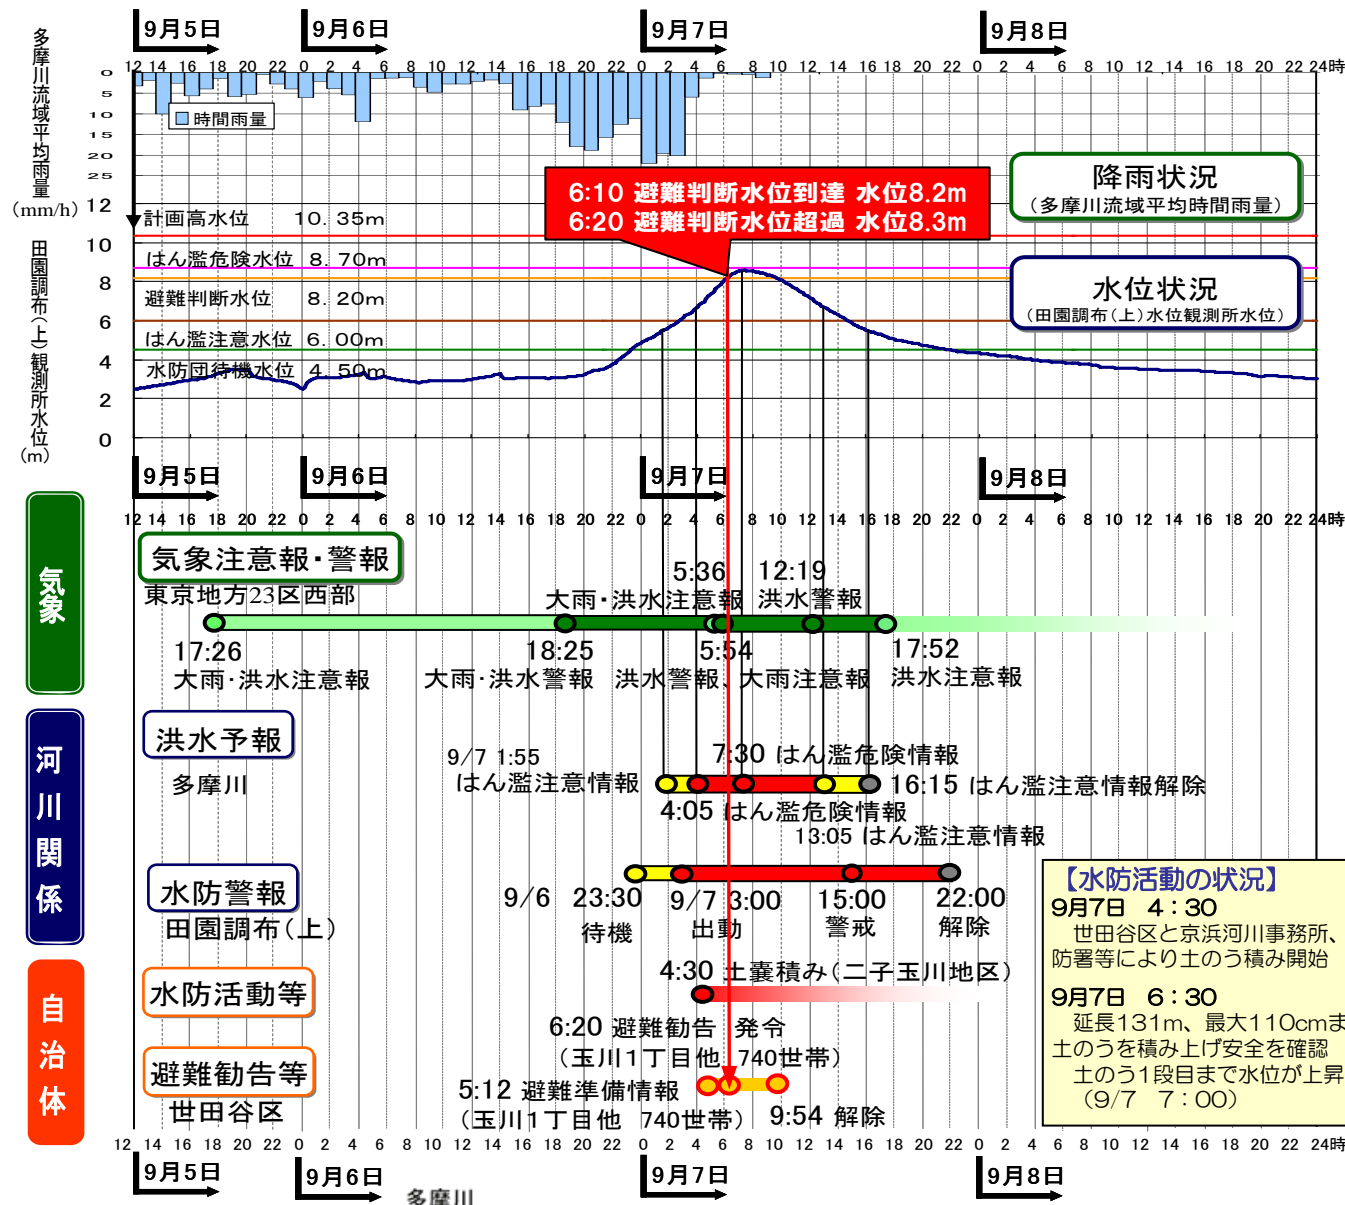 9月5日
9月6日
9月7日
9月8日
12 14 16 18 20 22 0 2 4 6 8 10 12 14 16 18 20 22 0 2 4 6 8 10 12 14 16 18 20 22 0 2 4 6 8 10 12 14 16 18 20 22 24時
多摩川流域平均雨量
(mm/h)
0
5
10
15
20
25
時間雨量
6:10 避難判断水位到達 水位8.2m
6:20 避難判断水位超過 水位8.3m
降雨状況
(多摩川流域平均時間雨量)
田園調布(上)観測所水位
(m)
12
10
8
6
4
2
0
計画高水位 10.35m
はん濫危険水位 8.70m
避難判断水位 8.20m
はん濫注意水位 6.00m
水防団待機水位 4.50m
水位状況
(田園調布(上)水位観測所水位)
9月5日
9月6日
9月7日
9月8日
12 14 16 18 20 22 0 2 4 6 8 10 12 14 16 18 20 22 0 2 4 6 8 10 12 14 16 18 20 22 0 2 4 6 8 10 12 14 16 18 20 22 24時
気象
気象注意報・警報
東京地方23区西部
5:36
大雨・洪水注意報
12:19
洪水警報
17:26
大雨・洪水注意報
18:25
大雨・洪水警報
5:54
洪水警報、大雨注意報
17:52
洪水注意報
河川関係
洪水予報
多摩川
9/7 1:55
はん濫注意情報
7:30 はん濫危険情報
16:15 はん濫注意情報解除
4:05 はん濫危険情報
13:05 はん濫注意情報
水防警報
田園調布(上)
9/6 23:30
待機
9/7 3:00
出動
15:00
警戒
22:00
解除
自治体
水防活動等
4:30 土嚢積み(二子玉川地区)
避難勧告等
世田谷区
6:20 避難勧告 発令
(玉川1丁目他 740世帯)
5:12 避難準備情報
(玉川1丁目他 740世帯)
9:54 解除
【水防活動の状況】
9月7日 4:30
世田谷区と京浜河川事務所、
防署等により土のう積み開始
9月7日 6:30
延長131m、最大110cmま
土のうを積み上げ安全を確認
土のう1段目まで水位が上昇
(9/7 7:00)
12 14 16 18 20 22 0 2 4 6 8 10 12 14 16 18 20 22 0 2 4 6 8 10 12 14 16 18 20 22 0 2 4 6 8 10 12 14 16 18 20 22 24時
9月5日
9月6日
9月7日
9月8日
多摩川